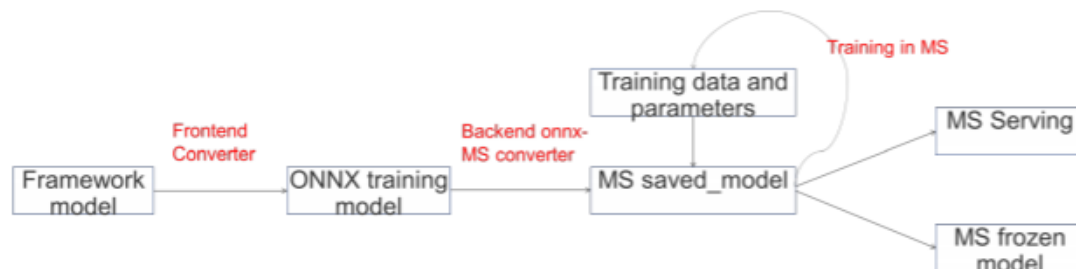 Training in MS
Training data and
parameters
MS Serving
Frontend
Converter
Backend onnx-
MS converter
Framework
model
ONNX training
model
MS saved_model
MS frozen
model